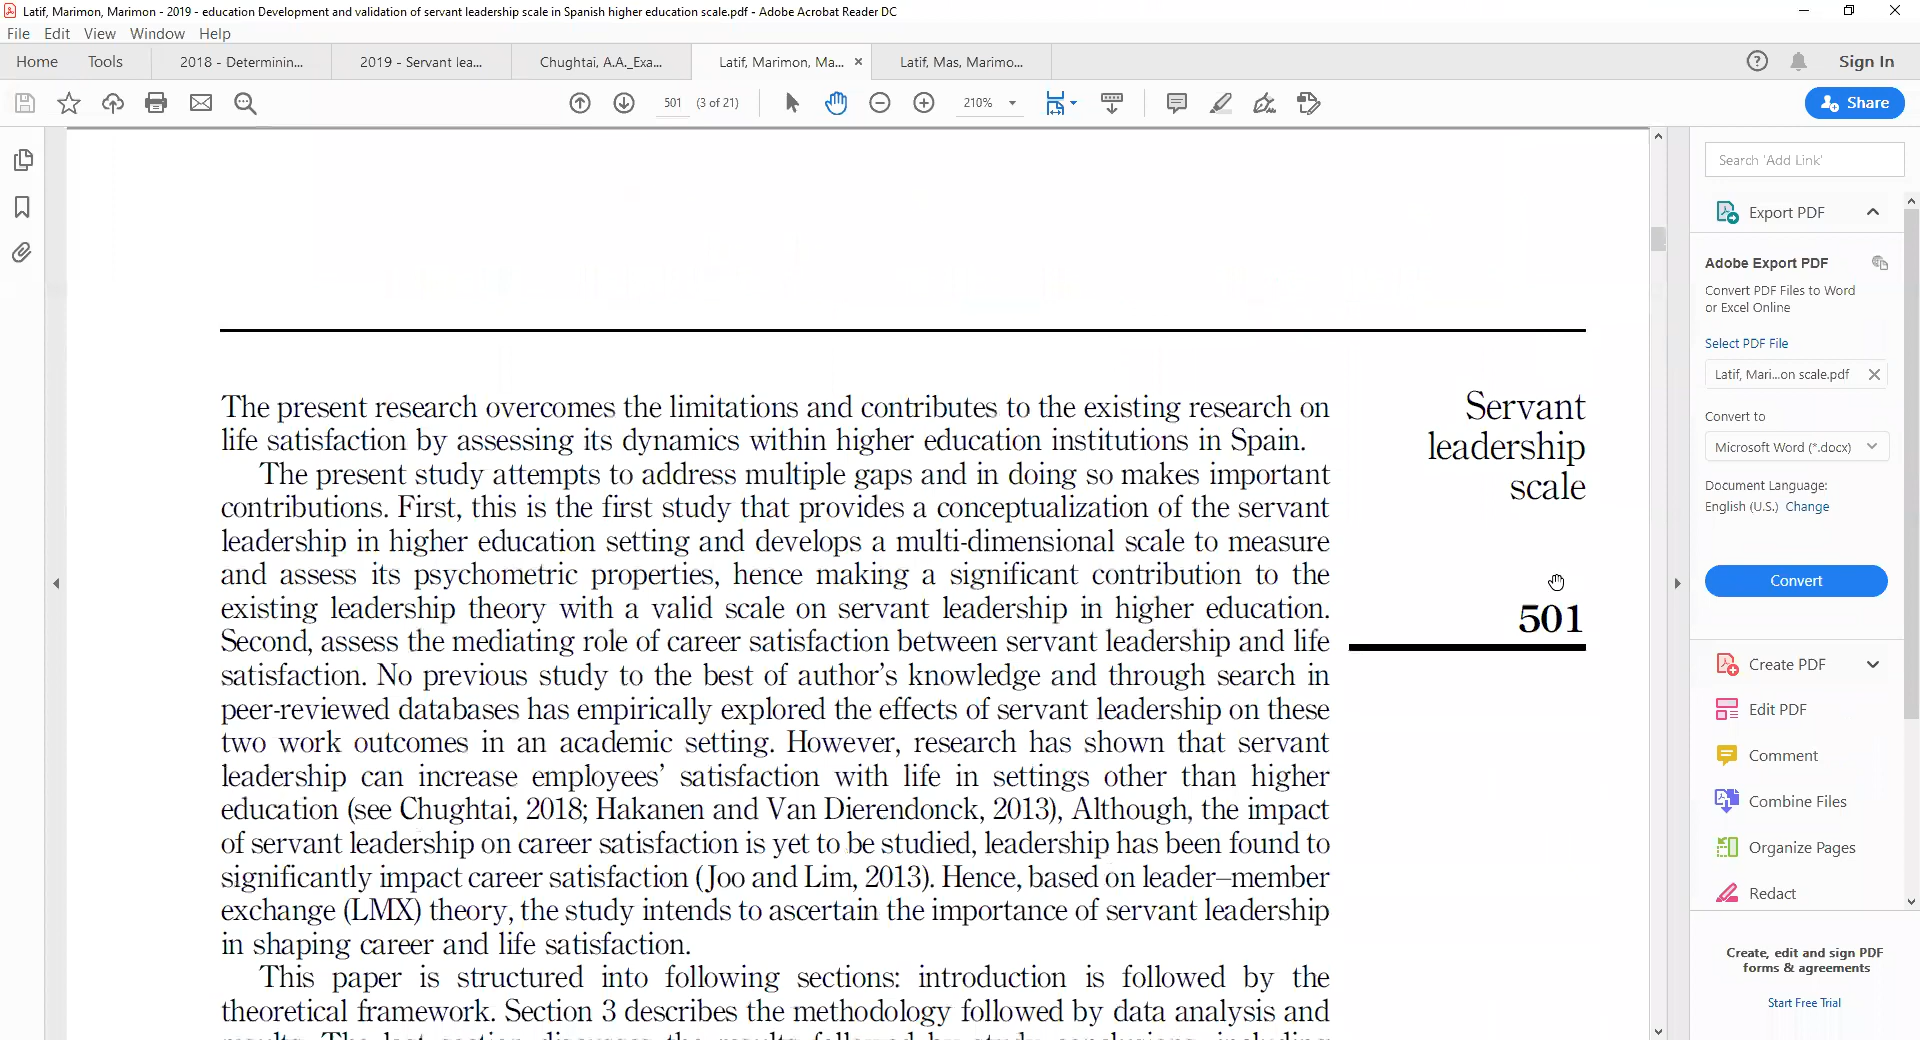 Latif, Marimon, Marimon - 2019 - education Development and validation of servant leadership scale in Spanish higher education scale.pdf - Adobe Acrobat Reader DC
File Edit View Window Help
Home Tools 2018 - Determinin... 2019 - Servant lea... Chughtai, A.A._Exa... Latif, Marimon, Ma... × Latif, Mas, Marimo... Sign In
501 (3 of 21) 210% Share
Search 'Add Link'
Export PDF
Adobe Export PDF
Convert PDF Files to Word
or Excel Online
Select PDF File
Latif, Mari...on scale.pdf
Convert to
Microsoft Word (*.docx)
Document Language:
English (U.S.) Change
Convert
Create PDF
Edit PDF
Comment
Combine Files
Organize Pages
Redact
Create, edit and sign PDF
forms & agreements
Start Free Trial
Servant
leadership
scale
501
The present research overcomes the limitations and contributes to the existing research on
life satisfaction by assessing its dynamics within higher education institutions in Spain.
The present study attempts to address multiple gaps and in doing so makes important
contributions. First, this is the first study that provides a conceptualization of the servant
leadership in higher education setting and develops a multi-dimensional scale to measure
and assess its psychometric properties, hence making a significant contribution to the
existing leadership theory with a valid scale on servant leadership in higher education.
Second, assess the mediating role of career satisfaction between servant leadership and life
satisfaction. No previous study to the best of author's knowledge and through search in
peer-reviewed databases has empirically explored the effects of servant leadership on these
two work outcomes in an academic setting. However, research has shown that servant
leadership can increase employees' satisfaction with life in settings other than higher
education (see Chughtai, 2018; Hakanen and Van Dierendonck, 2013), Although, the impact
of servant leadership on career satisfaction is yet to be studied, leadership has been found to
significantly impact career satisfaction (Joo and Lim, 2013). Hence, based on leader–member
exchange (LMX) theory, the study intends to ascertain the importance of servant leadership
in shaping career and life satisfaction.
This paper is structured into following sections: introduction is followed by the
theoretical framework. Section 3 describes the methodology followed by data analysis and
results. The last section discusses the results followed by study conclusions, including